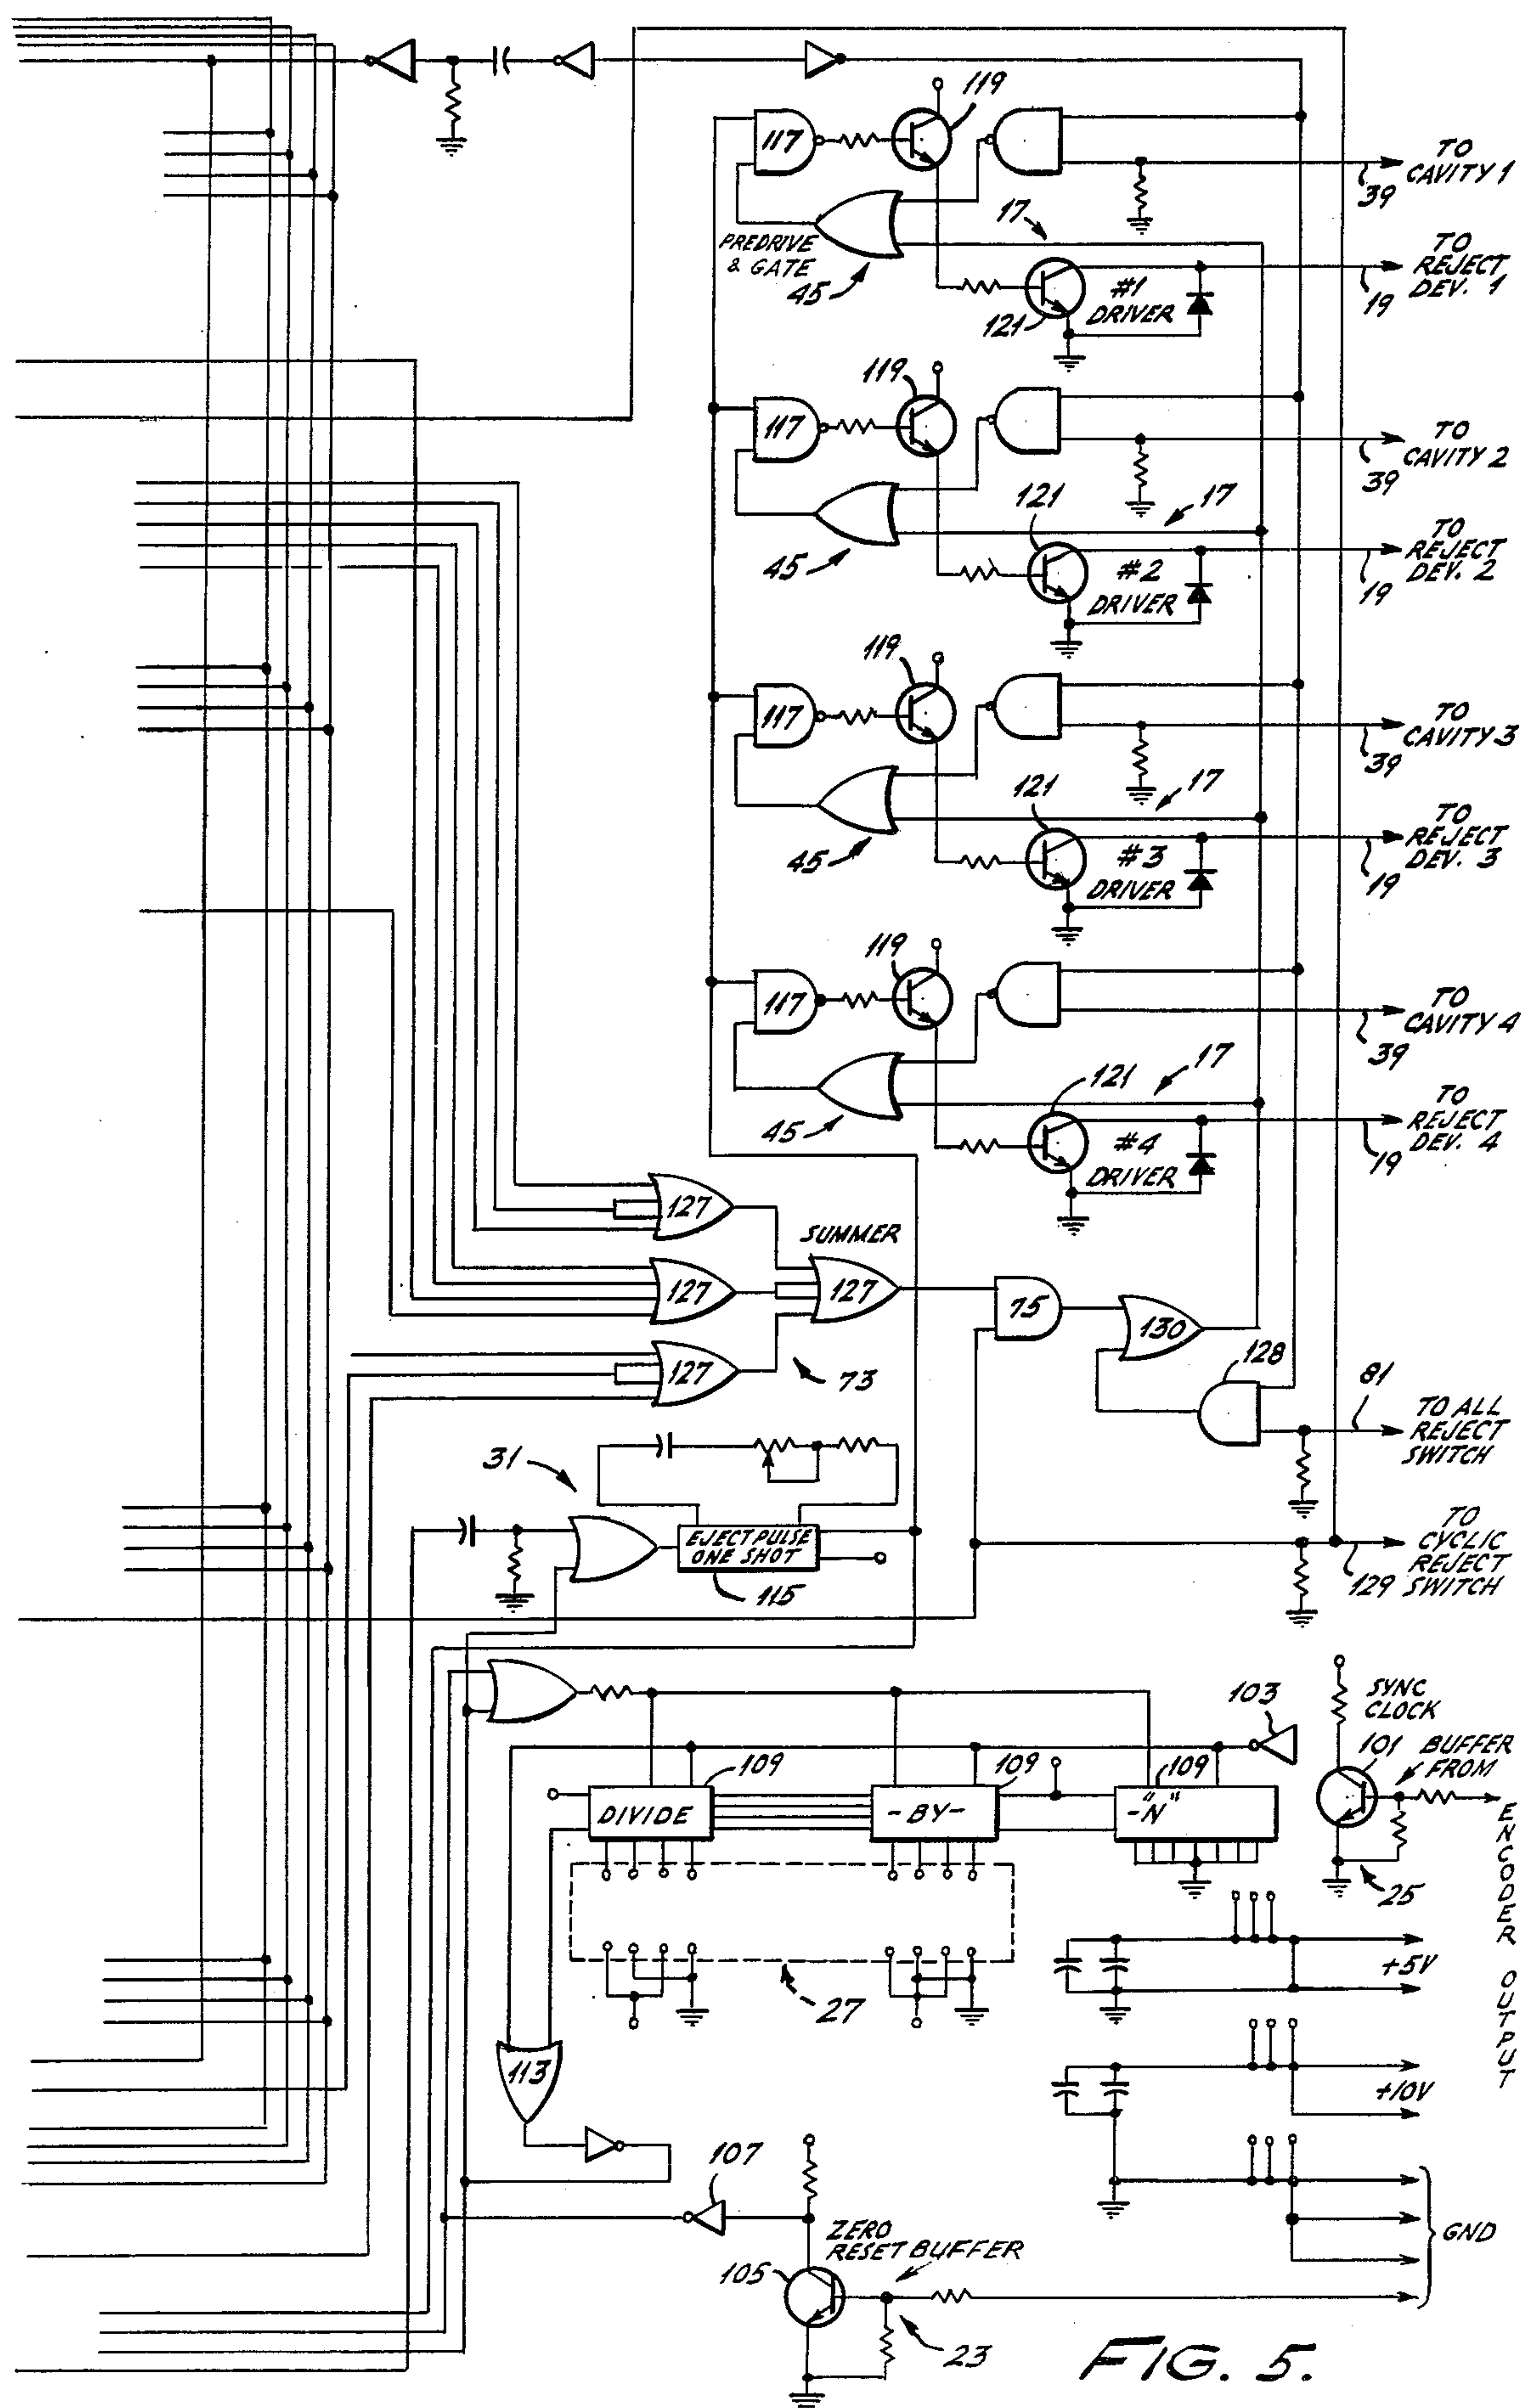 119
117
TO
CAVITY 1
39
17
PREDRIVE
& GATE
45
#1
DRIVER
121
TO
REJECT
DEV. 1
19
119
117
TO
CAVITY 2
39
121
17
45
#2
DRIVER
TO
REJECT
DEV. 2
19
119
117
TO
CAVITY 3
39
121
17
45
#3
DRIVER
TO
REJECT
DEV. 3
19
119
117
TO
CAVITY 4
39
121
17
45
#4
DRIVER
TO
REJECT
DEV. 4
19
127
SUMMER
127
127
75
130
128
127
73
81
TO ALL
REJECT
SWITCH
31
EJECT PULSE
ONE SHOT
115
TO
CYCLIC
REJECT
SWITCH
129
103
SYNC
CLOCK
101
BUFFER
FROM
ENCODER OUTPUT
109
109
109
DIVIDE
-BY-
-"N"
25
27
+5V
113
+10V
107
ZERO
RESET BUFFER
105
GND
23
FIG. 5.